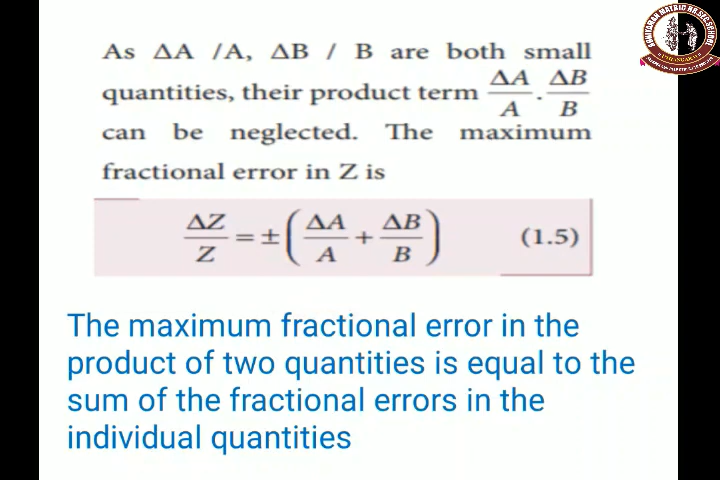 As ΔA /A, ΔB / B are both small
quantities, their product term ΔA/A . ΔB/B
can be neglected. The maximum
fractional error in Z is
ΔZ/Z = ± (ΔA/A + ΔB/B) (1.5)
The maximum fractional error in the
product of two quantities is equal to the
sum of the fractional errors in the
individual quantities